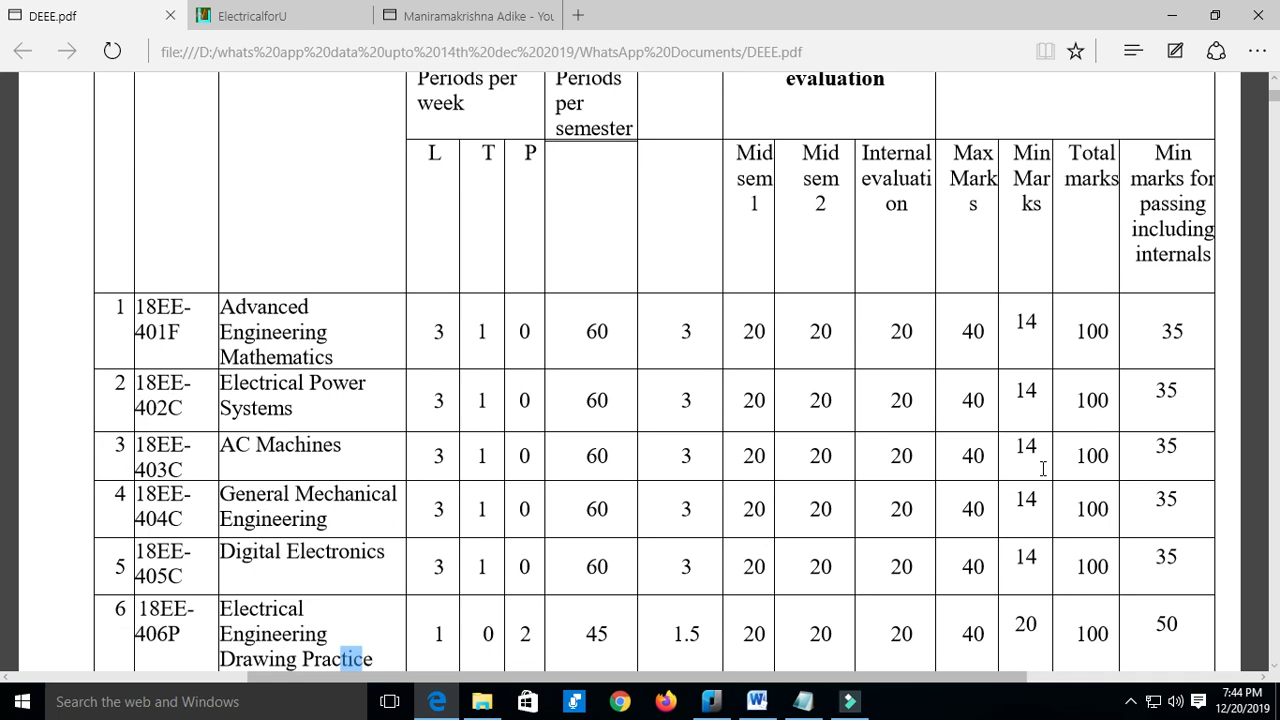 DEEE.pdf
ElectricalforU
Maniramakrishna Adike - You
file:///D:/whats%20app%20data%20upto%2014th%20dec%202019/WhatsApp%20Documents/DEEE.pdf
Periods per week
Periods per semester
evaluation
L T P
Mid sem 1
Mid sem 2
Internal evaluati on
Max Mark s
Min Mar ks
Total marks
Min marks for passing including internals
1 18EE-401F Advanced Engineering Mathematics 3 1 0 60 3 20 20 20 40 14 100 35
2 18EE-402C Electrical Power Systems 3 1 0 60 3 20 20 20 40 14 100 35
3 18EE-403C AC Machines 3 1 0 60 3 20 20 20 40 14 100 35
4 18EE-404C General Mechanical Engineering 3 1 0 60 3 20 20 20 40 14 100 35
5 18EE-405C Digital Electronics 3 1 0 60 3 20 20 20 40 14 100 35
6 18EE-406P Electrical Engineering Drawing Practice 1 0 2 45 1.5 20 20 20 40 20 100 50
Search the web and Windows
7:44 PM
12/20/2019